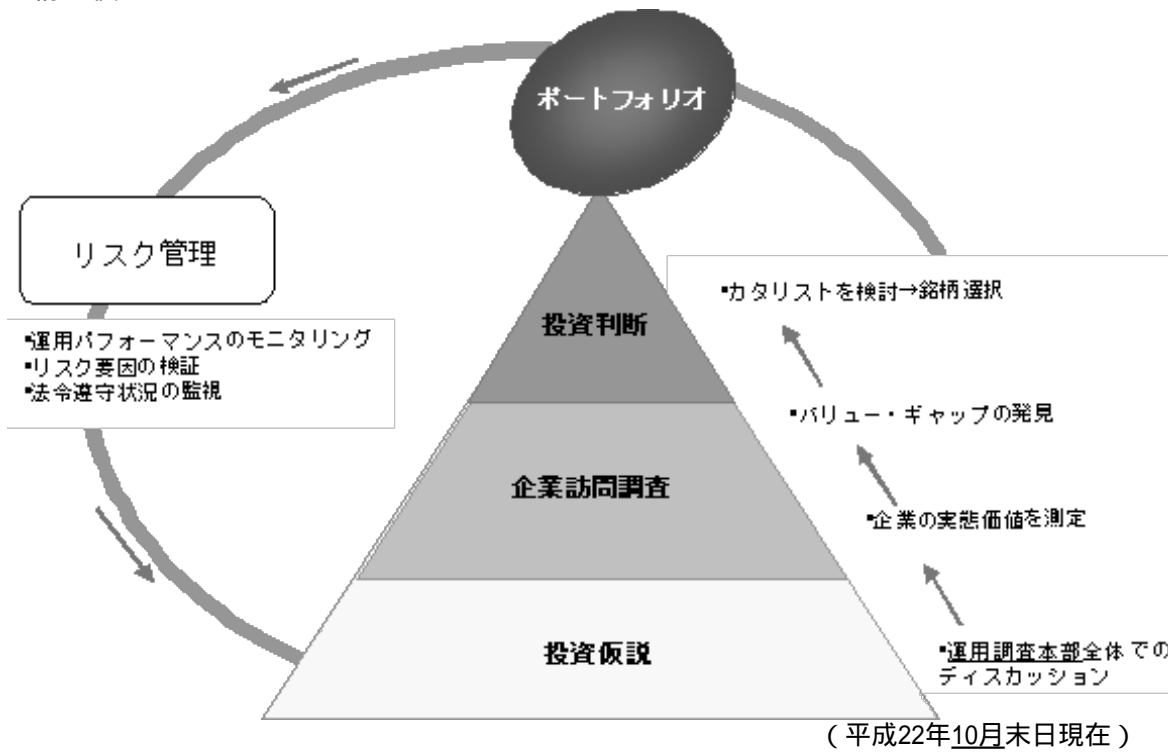 ポートフォリオ
リスク管理
▪運用パフォーマンスのモニタリング
▪リスク要因の検証
▪法令遵守状況の監視
投資判断
企業訪問調査
投資仮説
▪カタリストを検討→銘柄選択
▪バリュー・ギャップの発見
▪企業の実態価値を測定
▪運用調査本部全体での
ディスカッション
(平成22年10月末日現在)